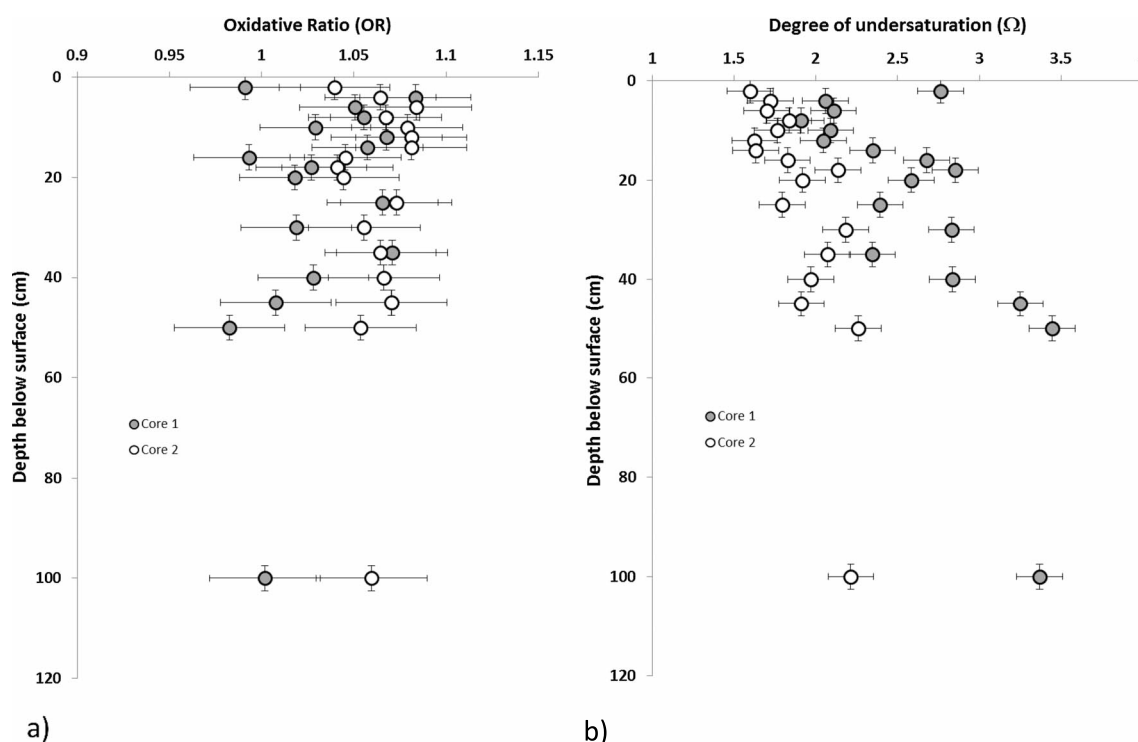 Oxidative Ratio (OR)
0.9 0.95 1 1.05 1.1 1.15
0
20
40
60
80
100
120
Depth below surface (cm)
Core 1
Core 2
a)
Degree of undersaturation (Ω)
1 1.5 2 2.5 3 3.5 4
0
20
40
60
80
100
120
Depth below surface (cm)
Core 1
Core 2
b)